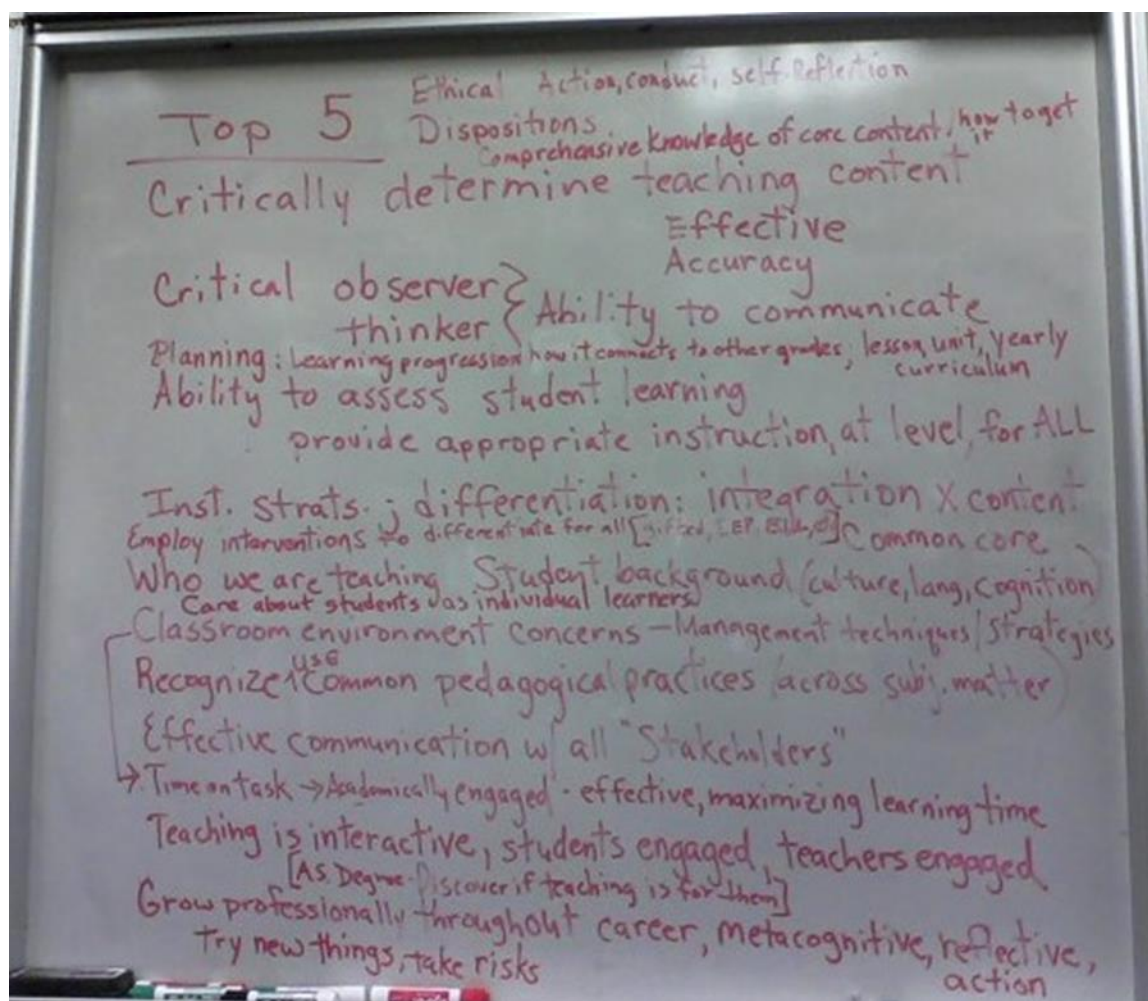 Ethical Action, conduct, self-Reflection
Top 5
Dispositions
Comprehensive knowledge of core content, how to get it
Critically determine teaching content
Effective
Accuracy
Critical observer
thinker
Ability to communicate
Planning: Learning progression how it connects to other grades, lesson, unit, yearly
curriculum
Ability to assess student learning
provide appropriate instruction, at level, for ALL
Inst. strats. ; differentiation: integration X content
Employ interventions to differentiate for all [gifted, LEP, ELL,
Common core
Who we are teaching Student background (culture, lang, cognition)
Care about students as individual learners
Classroom environment concerns - Management techniques/strategies
use
Recognize ^ common pedagogical practices (across subj. matter)
Effective communication w/ all "Stakeholders"
→ Time on task → Academically engaged - effective, maximizing learning time
Teaching is interactive, students engaged, teachers engaged
[AS Degree - Discover if teaching is for them]
Grow professionally throughout career, metacognitive, reflective,
action
Try new things, take risks